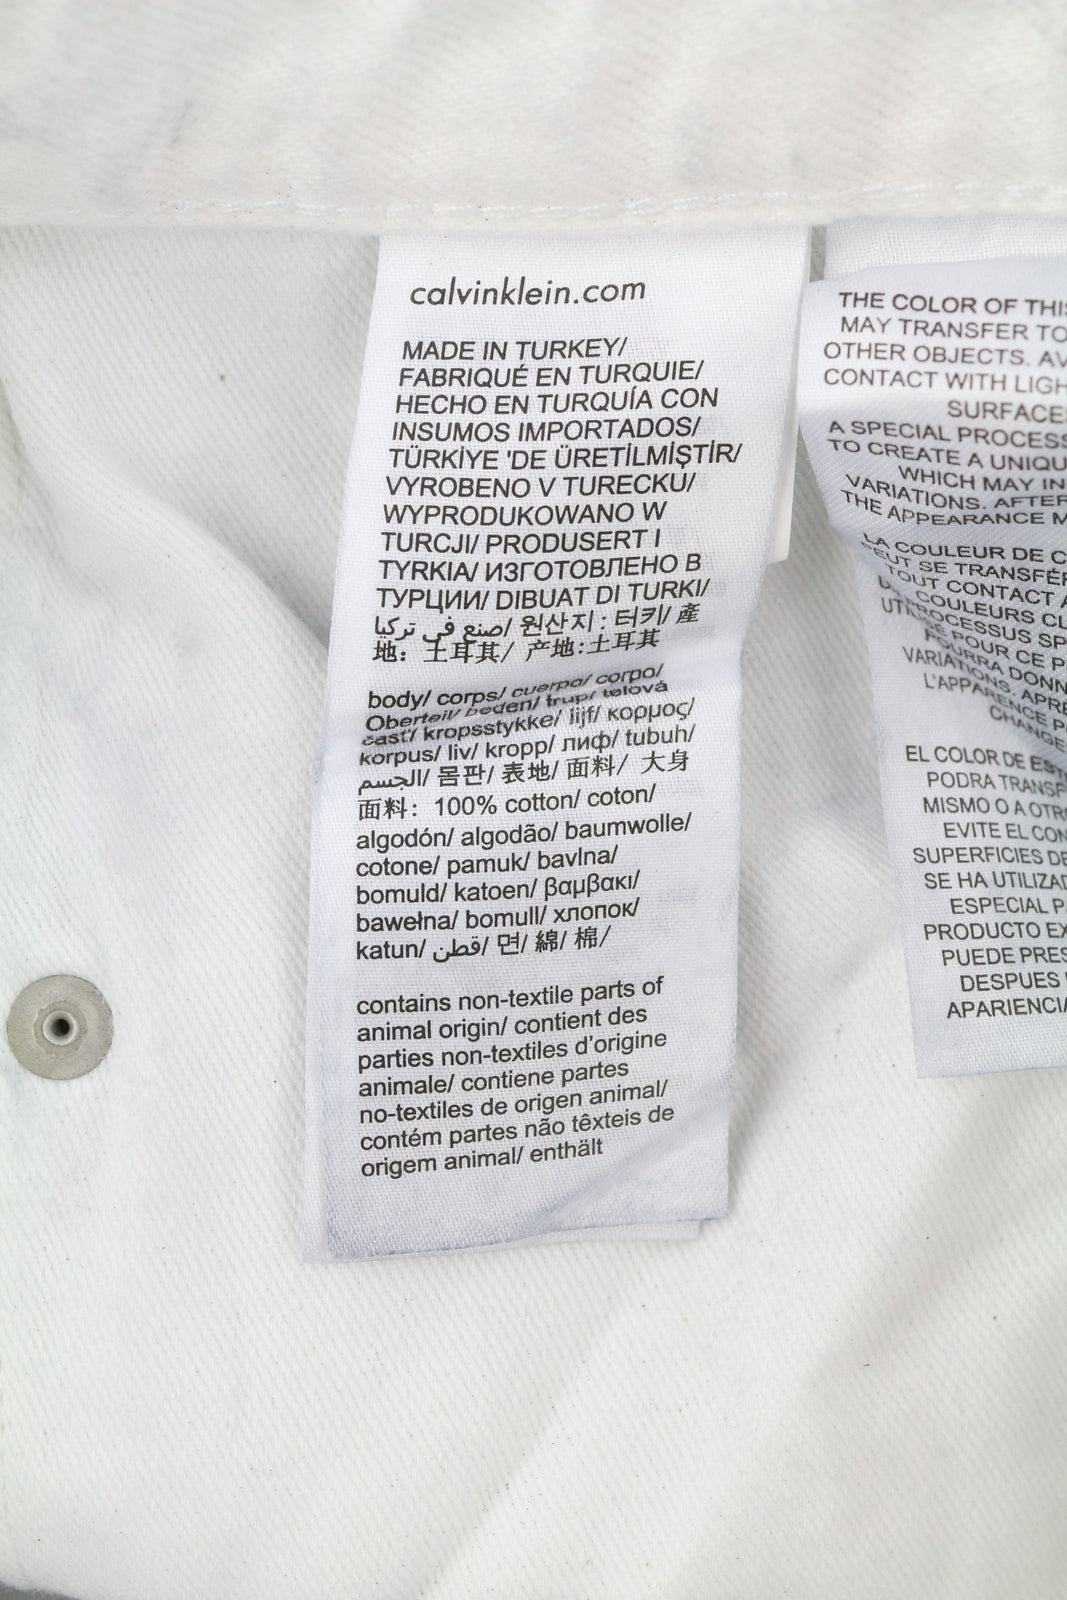 calvinklein.com
MADE IN TURKEY/
FABRIQUÉ EN TURQUIE/
HECHO EN TURQUÍA CON
INSUMOS IMPORTADOS/
TÜRKİYE 'DE ÜRETİLMİŞTİR/
VYROBENO V TURECKU/
WYPRODUKOWANO W
TURCJI/ PRODUSERT I
TYRKIA/ ИЗГОТОВЛЕНО В
ТУРЦИИ/ DIBUAT DI TURKI/
صنع في تركيا/ 원산지: 터키/ 產
地: 土耳其/ 产地:土耳其
body/ corps/ cuerpo/ corpo/
Oberteil/ beden/ trup/ telová
časť/ kropsstykke/ lijf/ κορμος/
korpus/ liv/ kropp/ лиф/ tubuh/
الجسم/ 몸판/ 表地/ 面料/ 大身
面料: 100% cotton/ coton/
algodón/ algodão/ baumwolle/
cotone/ pamuk/ bavlna/
bomuld/ katoen/ βαμβακι/
bawełna/ bomull/ хлопок/
katun/ قطن/ 면/ 綿/ 棉/
contains non-textile parts of
animal origin/ contient des
parties non-textiles d'origine
animale/ contiene partes
no-textiles de origen animal/
contém partes não têxteis de
origem animal/ enthält
THE COLOR OF THIS
MAY TRANSFER TO
OTHER OBJECTS. AV
CONTACT WITH LIGH
SURFACES
A SPECIAL PROCESS
TO CREATE A UNIQU
WHICH MAY IN
VARIATIONS. AFTER
THE APPEARANCE M
LA COULEUR DE C
PEUT SE TRANSFÉR
TOUT CONTACT A
COULEURS CL
PROCESSUS SP
UTILISÉ POUR CE P
POURRA DONN
VARIATIONS. APRÈ
L'APPARENCE P
CHANGE
EL COLOR DE EST
PODRA TRANSF
MISMO O A OTR
EVITE EL CON
SUPERFICIES DE
SE HA UTILIZAD
ESPECIAL P
PRODUCTO EX
PUEDE PRES
DESPUES
APARIENCIA